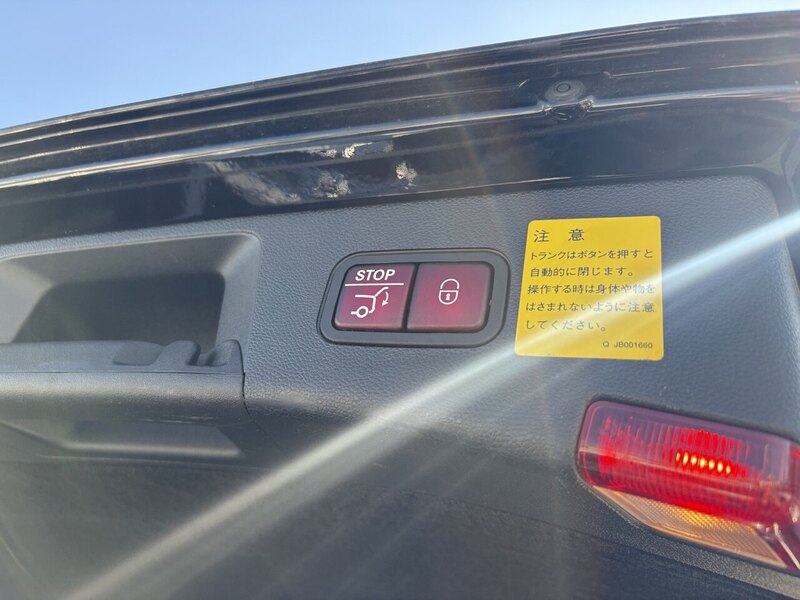 STOP
注 意
トランクはボタンを押すと
自動的に閉じます。
操作する時は身体や物を
はさまれないように注意
してください。
Q JB001660